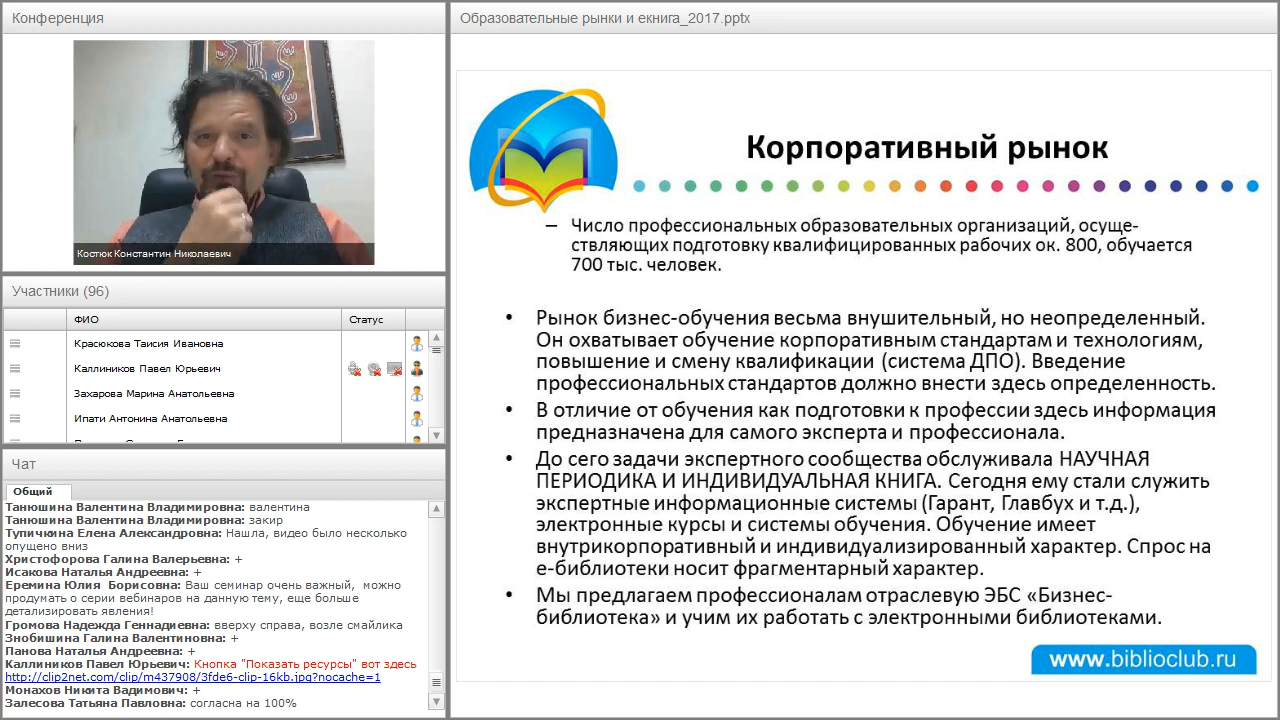 Конференция
Костюк Константин Николаевич
Участники (96)
ФИО
Статус
Красюкова Таисия Ивановна
Каллиников Павел Юрьевич
Захарова Марина Анатольевна
Ипати Антонина Анатольевна
Чат
Общий
Танюшина Валентина Владимировна: валентина
Танюшина Валентина Владимировна: закир
Тупичкина Елена Александровна: Нашла, видео было несколько
опущено вниз
Христофорова Галина Валерьевна: +
Исакова Наталья Андреевна: +
Еремина Юлия Борисовна: Ваш семинар очень важный, можно
продумать о серии вебинаров на данную тему, еще больше
детализировать явления!
Громова Надежда Геннадиевна: вверху справа, возле смайлика
Знобишина Галина Валентиновна: +
Панова Наталья Андреевна: +
Каллиников Павел Юрьевич: Кнопка "Показать ресурсы" вот здесь
http://clip2net.com/clip/m437908/3fde6-clip-16kb.jpg?nocache=1
Монахов Никита Вадимович: +
Залесова Татьяна Павловна: согласна на 100%
Образовательные рынки и екнига_2017.pptx
Корпоративный рынок
– Число профессиональных образовательных организаций, осуще-
ствляющих подготовку квалифицированных рабочих ок. 800, обучается
700 тыс. человек.
• Рынок бизнес-обучения весьма внушительный, но неопределенный.
Он охватывает обучение корпоративным стандартам и технологиям,
повышение и смену квалификации (система ДПО). Введение
профессиональных стандартов должно внести здесь определенность.
• В отличие от обучения как подготовки к профессии здесь информация
предназначена для самого эксперта и профессионала.
• До сего задачи экспертного сообщества обслуживала НАУЧНАЯ
ПЕРИОДИКА И ИНДИВИДУАЛЬНАЯ КНИГА. Сегодня ему стали служить
экспертные информационные системы (Гарант, Главбух и т.д.),
электронные курсы и системы обучения. Обучение имеет
внутрикорпоративный и индивидуализированный характер. Спрос на
е-библиотеки носит фрагментарный характер.
• Мы предлагаем профессионалам отраслевую ЭБС «Бизнес-
библиотека» и учим их работать с электронными библиотеками.
www.biblioclub.ru